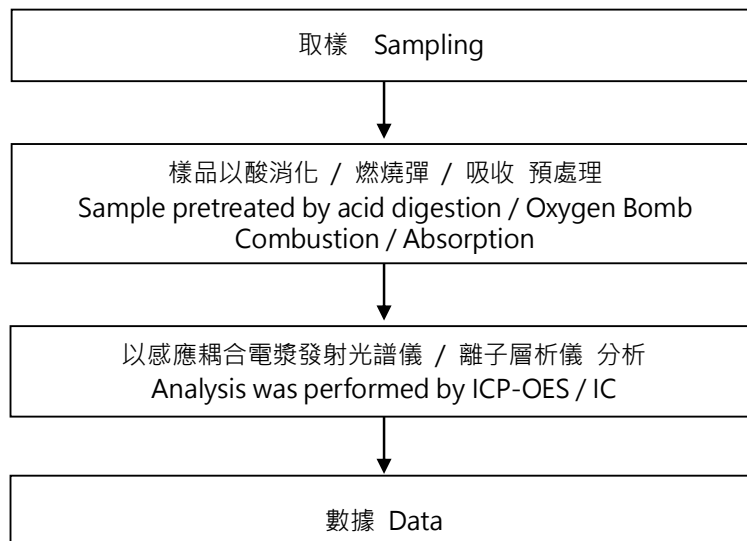 取樣 Sampling
樣品以酸消化 / 燃燒彈 / 吸收 預處理
Sample pretreated by acid digestion / Oxygen Bomb
Combustion / Absorption
以感應耦合電漿發射光譜儀 / 離子層析儀 分析
Analysis was performed by ICP-OES / IC
數據 Data